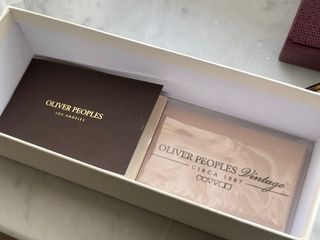 OLIVER PEOPLES
LOS ANGELES
OLIVER PEOPLES Vintage
CIRCA 1987